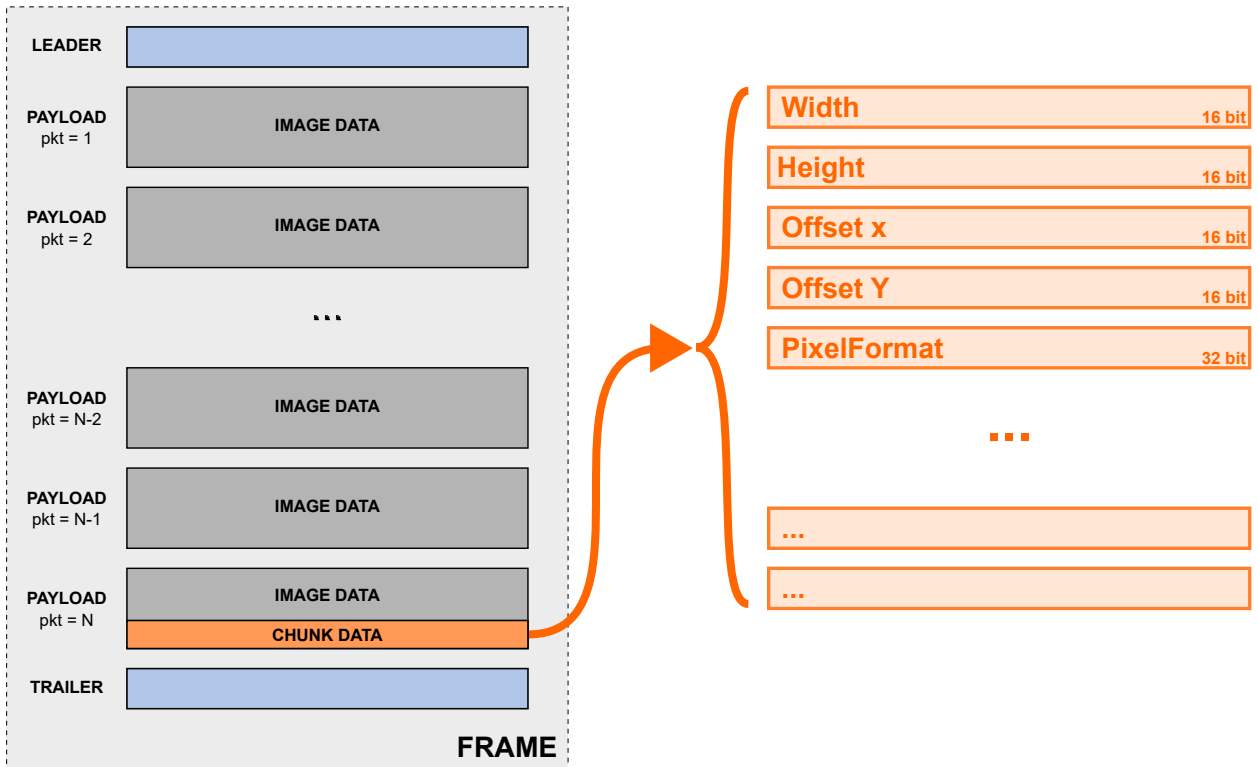 LEADER
PAYLOAD
pkt = 1
IMAGE DATA
PAYLOAD
pkt = 2
IMAGE DATA
...
PAYLOAD
pkt = N-2
IMAGE DATA
PAYLOAD
pkt = N-1
IMAGE DATA
PAYLOAD
pkt = N
IMAGE DATA
CHUNK DATA
TRAILER
FRAME
Width 16 bit
Height 16 bit
Offset x 16 bit
Offset Y 16 bit
PixelFormat 32 bit
...
...
...